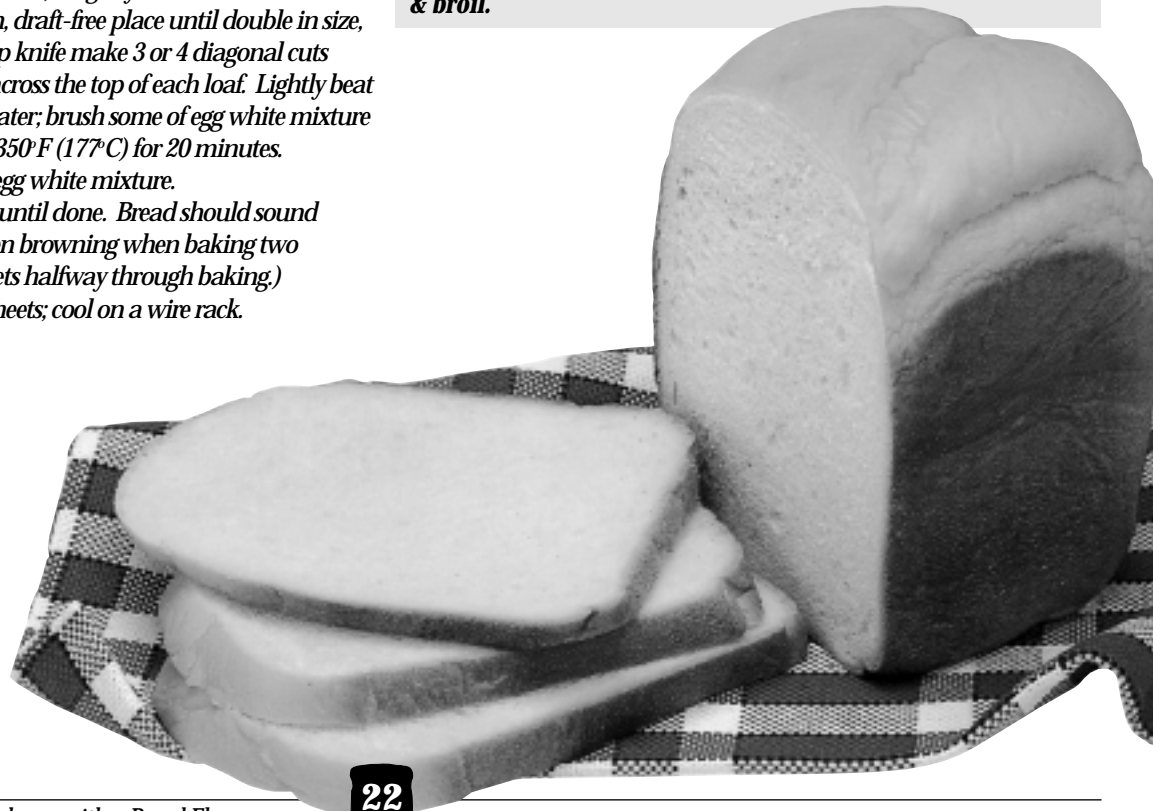 draft-free place until double in size,
knife make 3 or 4 diagonal cuts
cross the top of each loaf. Lightly beat
ater; brush some of egg white mixture
350°F (177°C) for 20 minutes.
egg white mixture.
until done. Bread should sound
n browning when baking two
ets halfway through baking.)
heets; cool on a wire rack.
& broil.
22